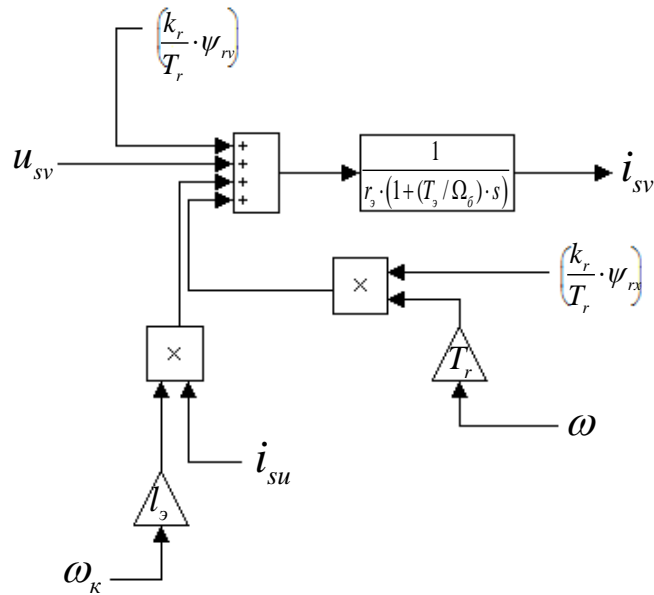 (k_r / T_r · ψ_rv)
u_sv
+
+
+
+
1 / (r_э · (1 + (T_э / Ω_б) · s))
i_sv
×
(k_r / T_r · ψ_rx)
×
T_r
ω
i_su
l_э
ω_к